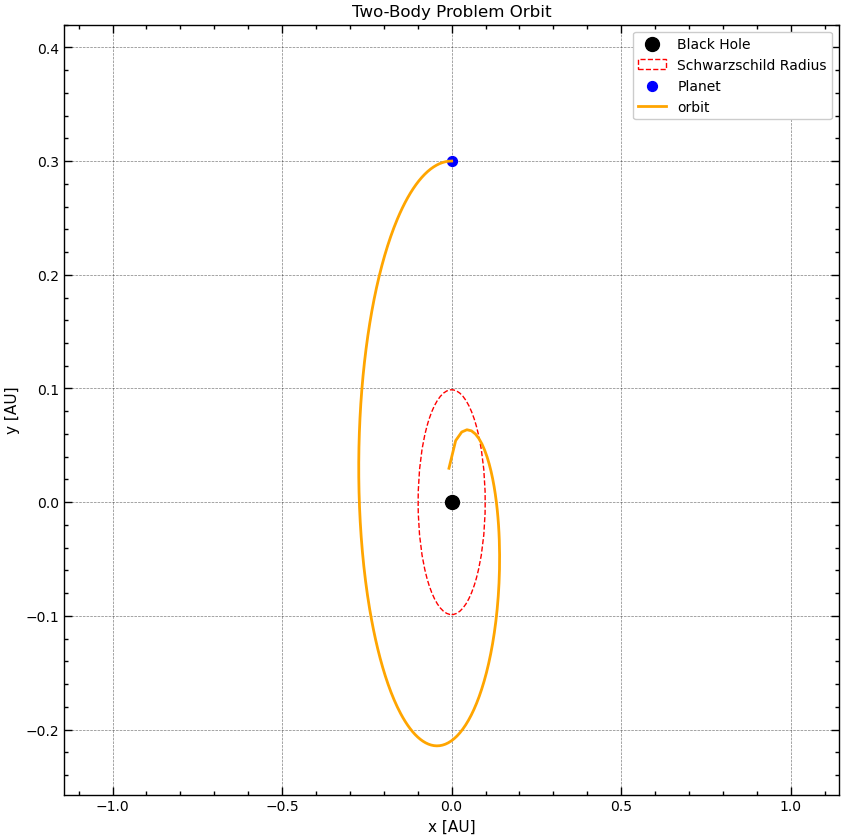 Two-Body Problem Orbit
Black Hole
Schwarzschild Radius
Planet
orbit
0.4
0.3
0.2
0.1
0.0
−0.1
−0.2
y [AU]
−1.0 −0.5 0.0 0.5 1.0
x [AU]